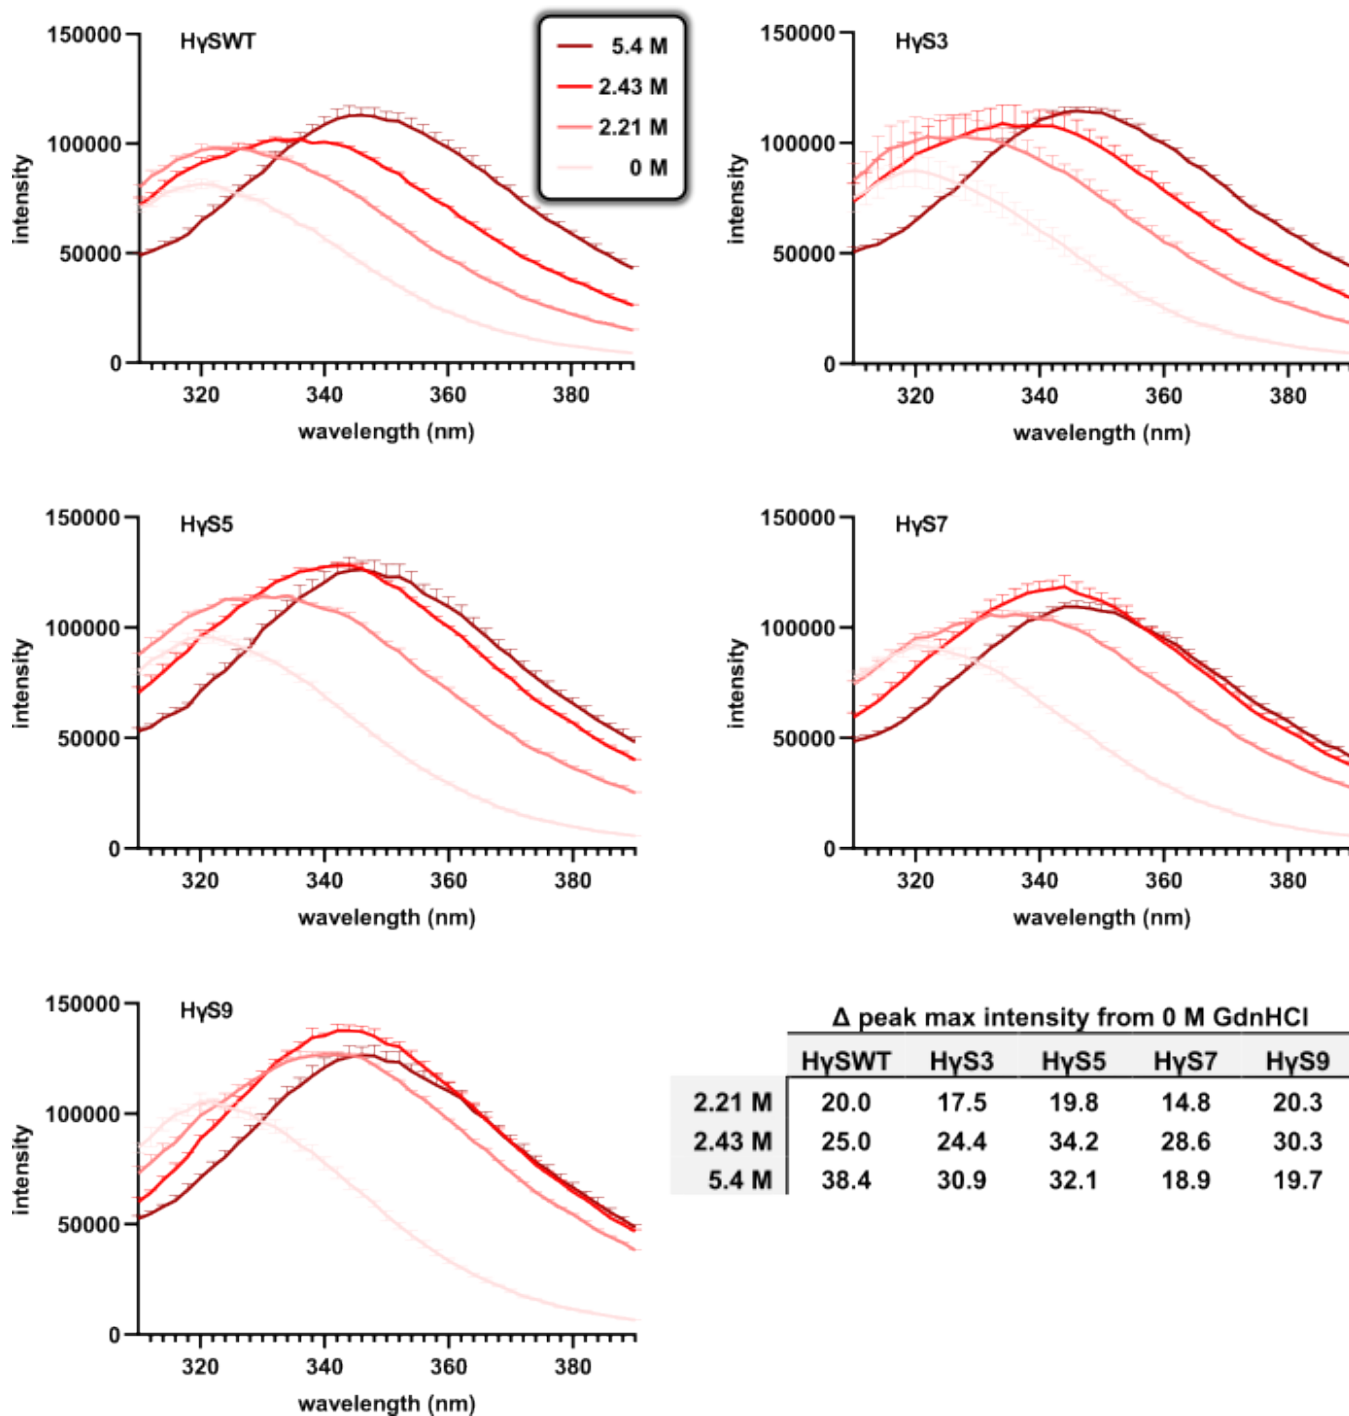 HγSWT
150000
100000
50000
0
intensity
320 340 360 380
wavelength (nm)
5.4 M
2.43 M
2.21 M
0 M
HγS3
150000
100000
50000
0
intensity
320 340 360 380
wavelength (nm)
HγS5
150000
100000
50000
0
intensity
320 340 360 380
wavelength (nm)
HγS7
150000
100000
50000
0
intensity
320 340 360 380
wavelength (nm)
HγS9
150000
100000
50000
0
intensity
320 340 360 380
wavelength (nm)
Δ peak max intensity from 0 M GdnHCl
HγSWT HγS3 HγS5 HγS7 HγS9
2.21 M 20.0 17.5 19.8 14.8 20.3
2.43 M 25.0 24.4 34.2 28.6 30.3
5.4 M 38.4 30.9 32.1 18.9 19.7